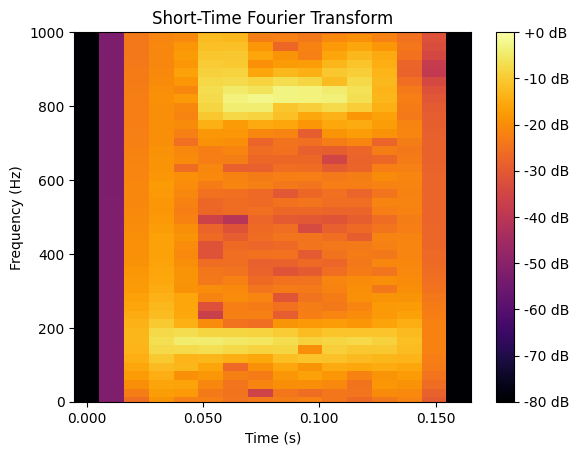 Short-Time Fourier Transform
1000
800
600
400
200
0
Frequency (Hz)
0.000
0.050
0.100
0.150
Time (s)
+0 dB
-10 dB
-20 dB
-30 dB
-40 dB
-50 dB
-60 dB
-70 dB
-80 dB